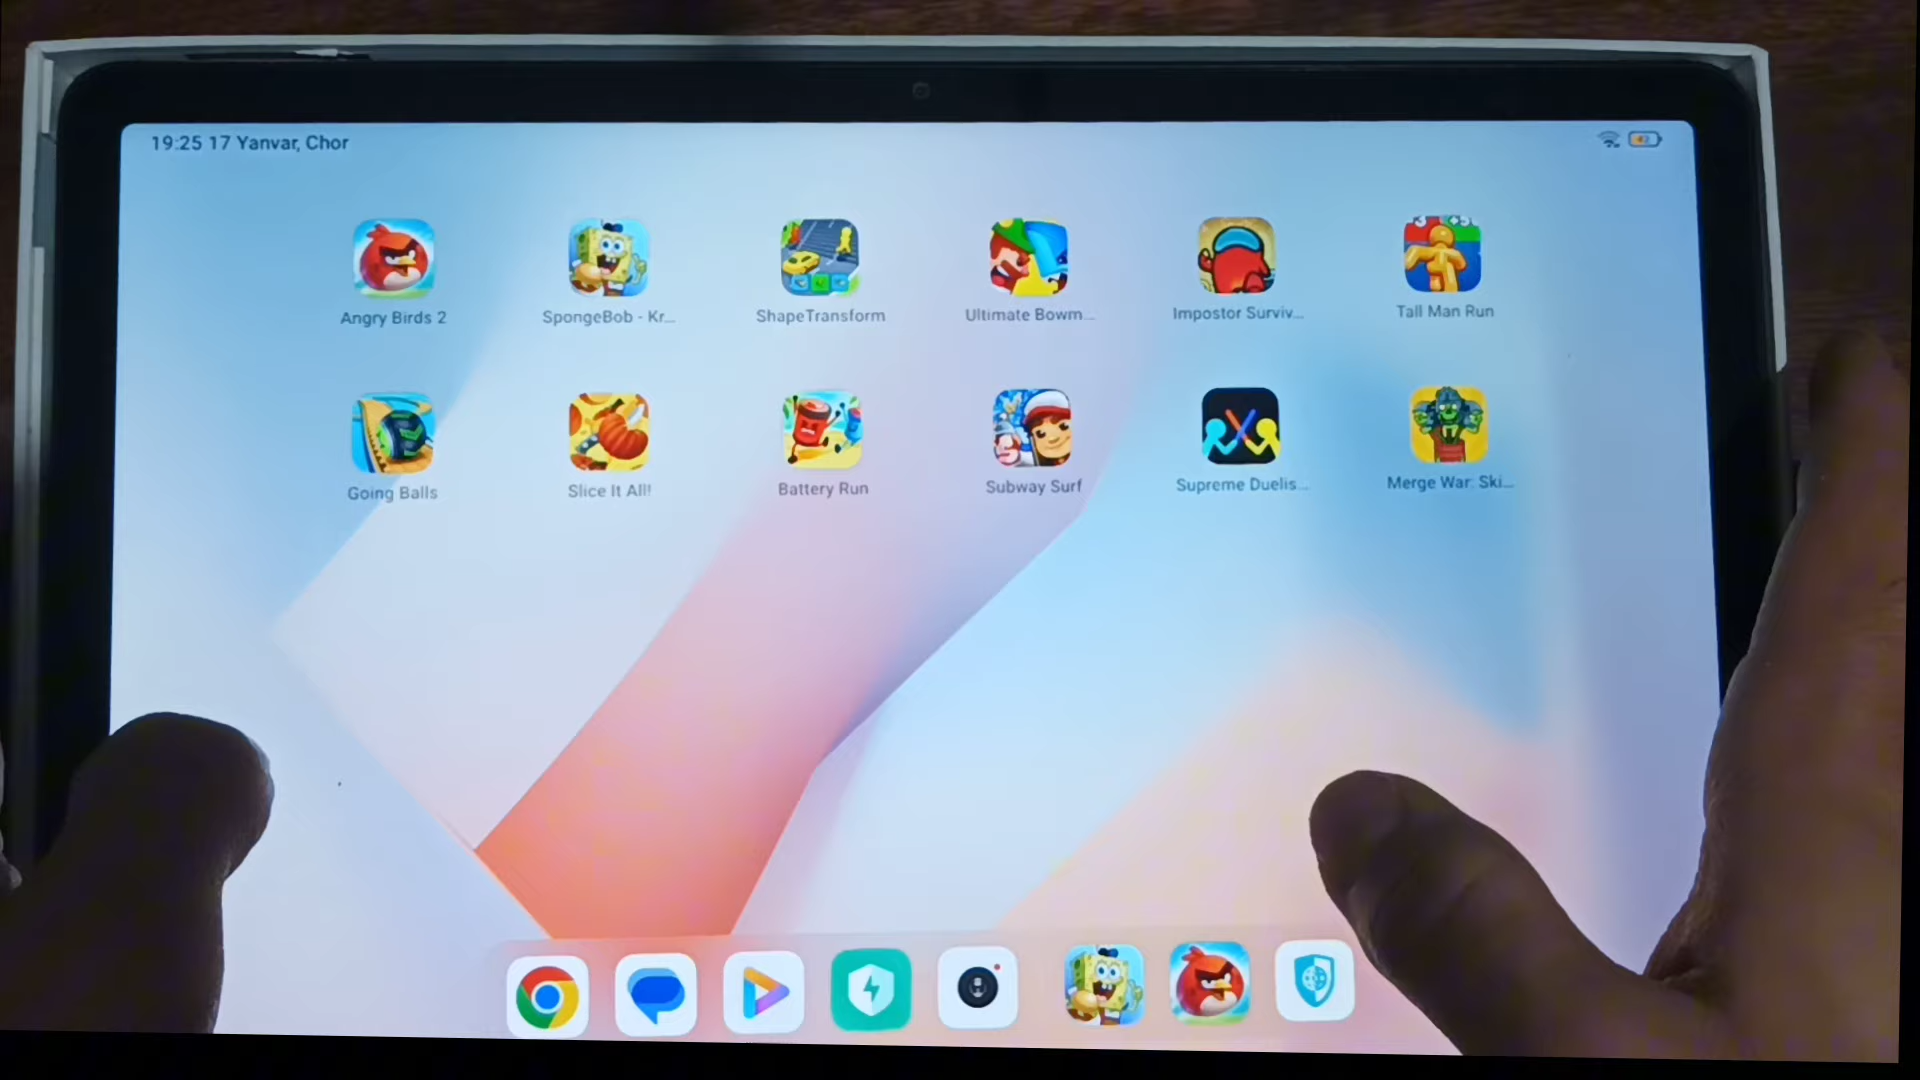 19:25 17 Yanvar, Chor
Angry Birds 2
SpongeBob - Kr...
ShapeTransform
Ultimate Bowm...
Impostor Surviv...
Tall Man Run
Going Balls
Slice It All!
Battery Run
Subway Surf
Supreme Duelis...
Merge War: Ski...